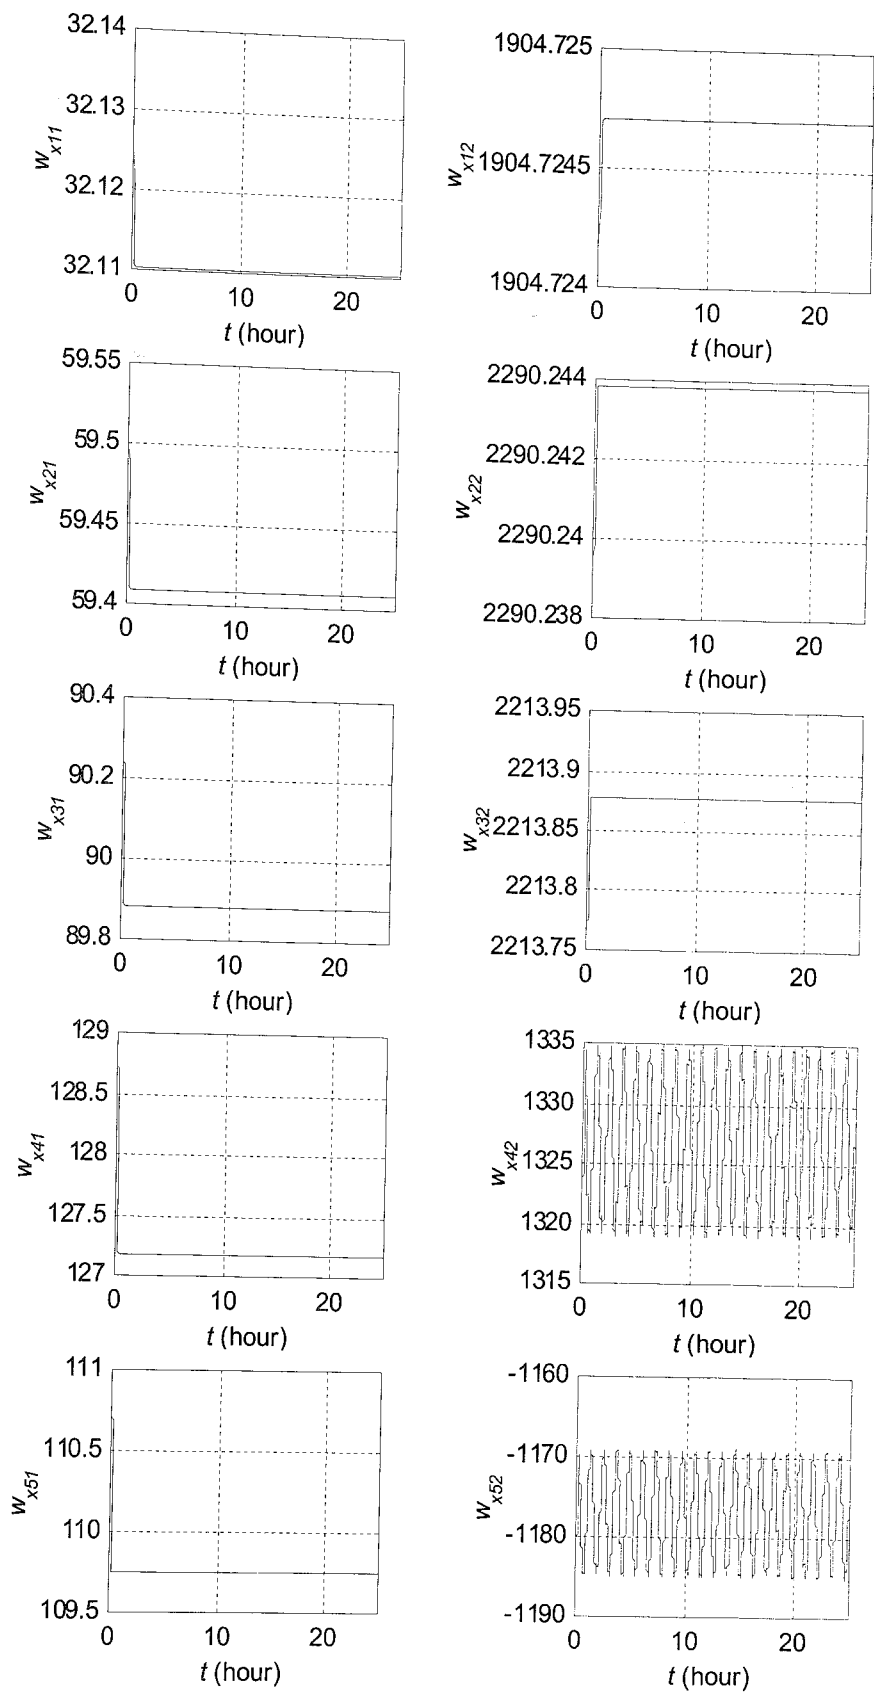 32.14
32.13
32.12
32.11
w_x11
0 10 20
t (hour)
1904.725
1904.7245
1904.724
w_x12
0 10 20
t (hour)
59.55
59.5
59.45
59.4
w_x21
0 10 20
t (hour)
2290.244
2290.242
2290.24
2290.238
w_x22
0 10 20
t (hour)
90.4
90.2
90
89.8
w_x31
0 10 20
t (hour)
2213.95
2213.9
2213.85
2213.8
2213.75
w_x32
0 10 20
t (hour)
129
128.5
128
127.5
127
w_x41
0 10 20
t (hour)
1335
1330
1325
1320
1315
w_x42
0 10 20
t (hour)
111
110.5
110
109.5
w_x51
0 10 20
t (hour)
-1160
-1170
-1180
-1190
w_x52
0 10 20
t (hour)